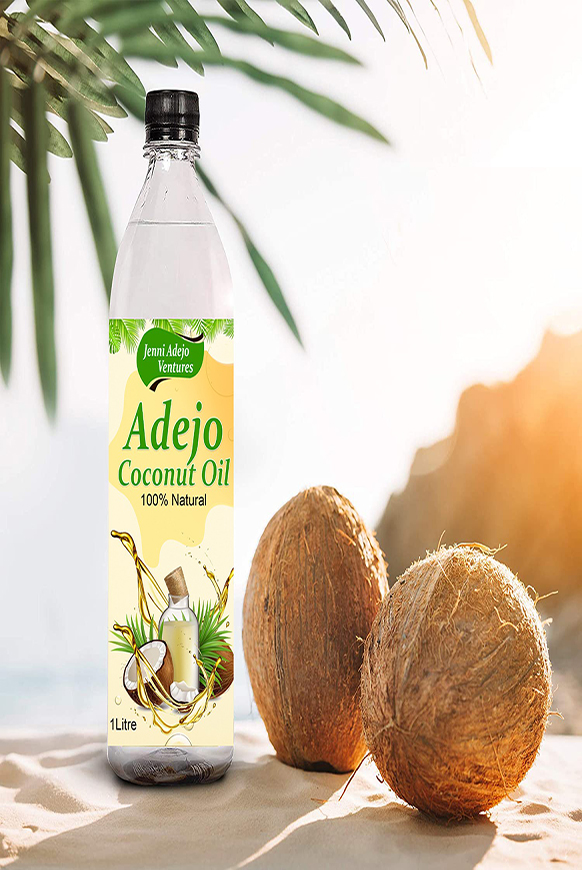 Jenni Adejo
Ventures
Adejo
Coconut Oil
100% Natural
1Litre